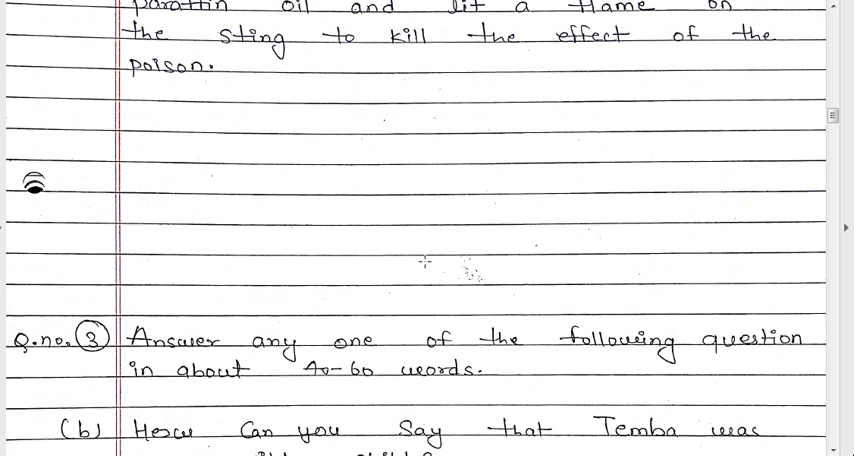 paraffin oil and lit a flame on
the sting to kill the effect of the
poison.
Q.no. 3 Answer any one of the following question
in about 40-60 words.
(b) How can you say that Temba was